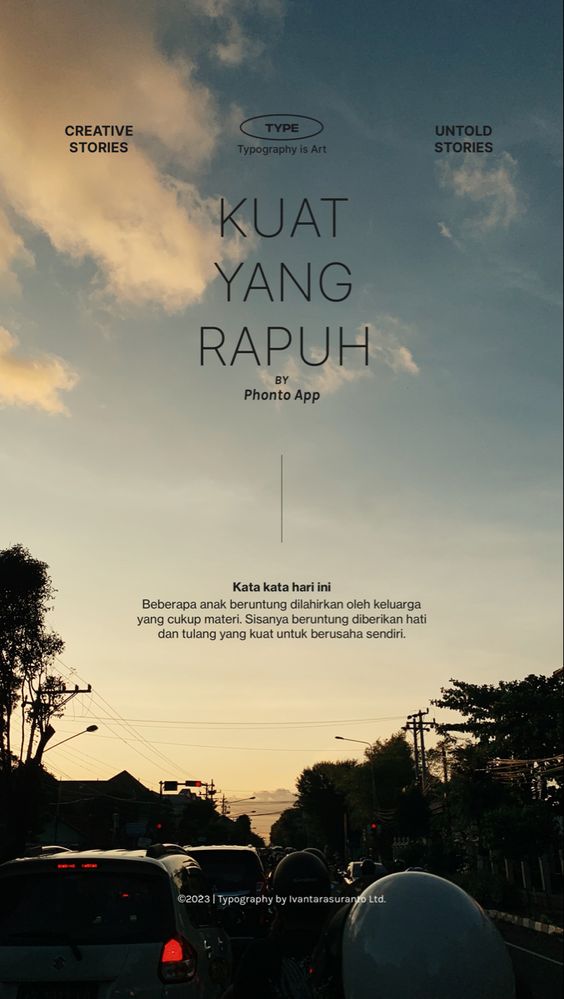 CREATIVE
STORIES
TYPE
Typography is Art
UNTOLD
STORIES
KUAT
YANG
RAPUH
BY
Phonto App
Kata kata hari ini
Beberapa anak beruntung dilahirkan oleh keluarga
yang cukup materi. Sisanya beruntung diberikan hati
dan tulang yang kuat untuk berusaha sendiri.
©2023 | Typography by Ivantarasuranto Ltd.